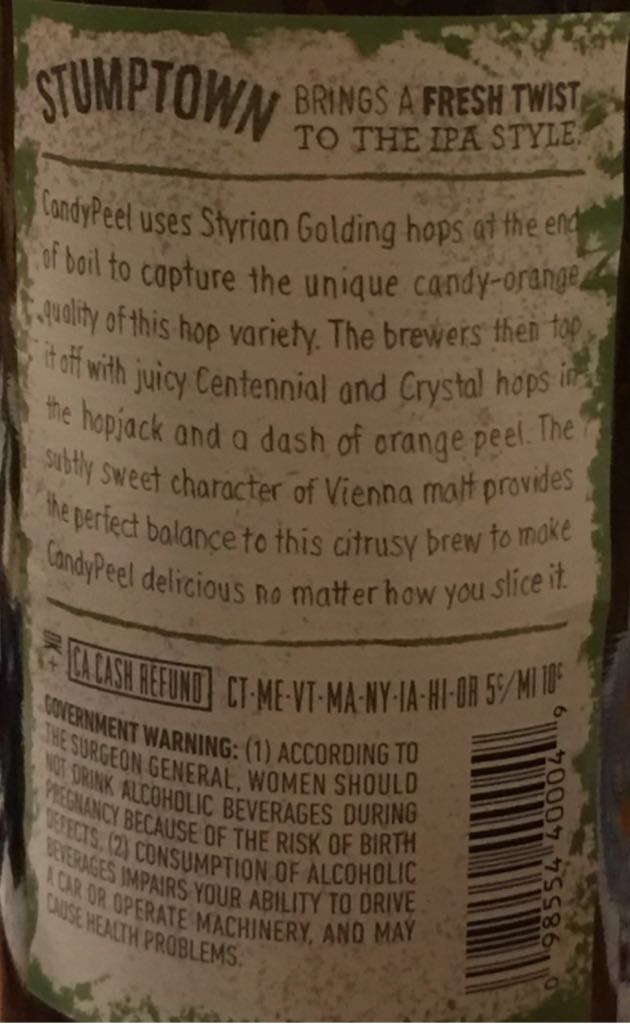 STUMPTOWN BRINGS A FRESH TWIST
TO THE IPA STYLE.
CandyPeel uses Styrian Golding hops at the end
of boil to capture the unique candy-orange
quality of this hop variety. The brewers then top
it off with juicy Centennial and Crystal hops in
the hopjack and a dash of orange peel. The
subtly sweet character of Vienna malt provides
the perfect balance to this citrusy brew to make
CandyPeel delicious no matter how you slice it.
CA CASH REFUND CT-ME-VT-MA-NY-IA-HI-OR 5¢/MI 10¢
GOVERNMENT WARNING: (1) ACCORDING TO
THE SURGEON GENERAL, WOMEN SHOULD
NOT DRINK ALCOHOLIC BEVERAGES DURING
PREGNANCY BECAUSE OF THE RISK OF BIRTH
DEFECTS. (2) CONSUMPTION OF ALCOHOLIC
BEVERAGES IMPAIRS YOUR ABILITY TO DRIVE
A CAR OR OPERATE MACHINERY, AND MAY
CAUSE HEALTH PROBLEMS.
0 98554 40004 9